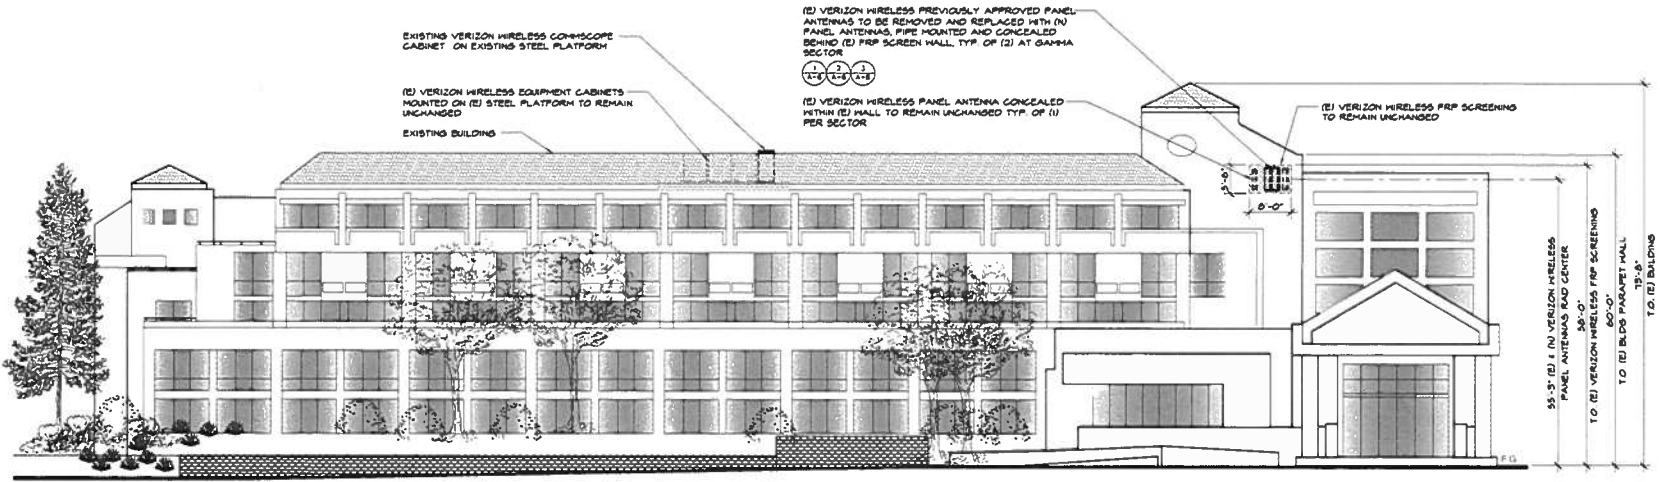 (E) VERIZON WIRELESS PREVIOUSLY APPROVED PANEL
ANTENNAS TO BE REMOVED AND REPLACED WITH (N)
PANEL ANTENNAS, PIPE MOUNTED AND CONCEALED
BEHIND (E) FRP SCREEN WALL, TYP. OF (2) AT GAMMA
SECTOR
1 2 3
A-6 A-6 A-6
EXISTING VERIZON WIRELESS COMMSCOPE
CABINET ON EXISTING STEEL PLATFORM
(E) VERIZON WIRELESS EQUIPMENT CABINETS
MOUNTED ON (E) STEEL PLATFORM TO REMAIN
UNCHANGED
EXISTING BUILDING
(E) VERIZON WIRELESS PANEL ANTENNA CONCEALED
WITHIN (E) WALL TO REMAIN UNCHANGED TYP. OF (1)
PER SECTOR
(E) VERIZON WIRELESS FRP SCREENING
TO REMAIN UNCHANGED
5'-0"
8'-0"
55'-3" (E) & (N) VERIZON WIRELESS
PANEL ANTENNAS RAD CENTER
58'-0"
T.O. (E) VERIZON WIRELESS FRP SCREENING
60'-0"
T.O. (E) BLDG PARAPET WALL
75'-8"
T.O. (E) BUILDING
F.G.